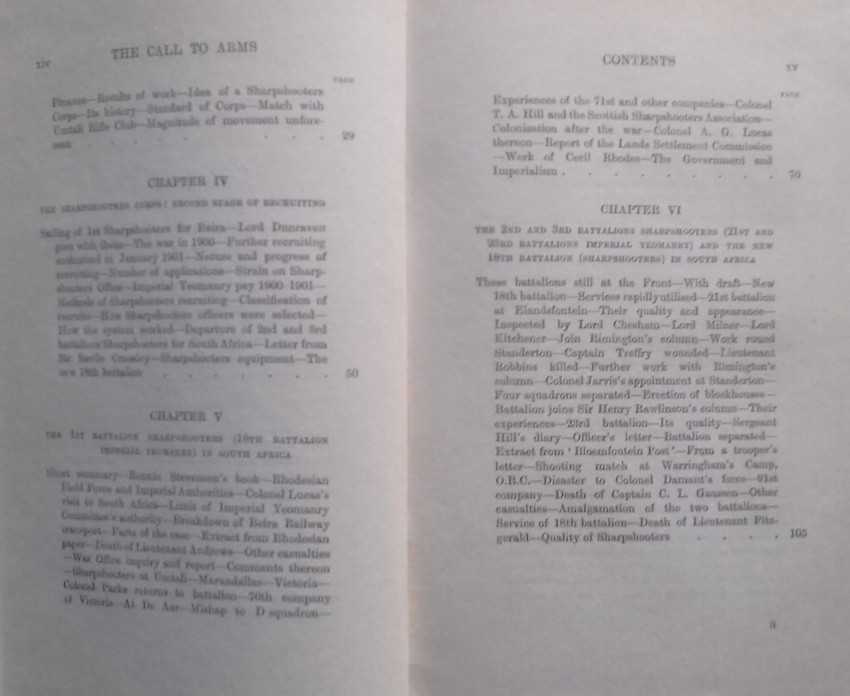 xiv THE CALL TO ARMS
PAGE
Finance—Results of work—Idea of a Sharpshooters
Corps—Its history—Standard of Corps—Match with
Umtali Rifle Club—Magnitude of movement unfore-
seen . . . . . . . 29
CHAPTER IV
THE SHARPSHOOTERS CORPS: SECOND STAGE OF RECRUITING
Sailing of 1st Sharpshooters for Beira—Lord Dunraven
goes with them—The war in 1900—Further recruiting
authorised in January 1901—Nature and progress of
recruiting—Number of applications—Strain on Sharp-
shooters Office—Imperial Yeomanry pay 1900-1901—
Methods of Sharpshooters recruiting—Classification of
recruits—How Sharpshooters officers were selected—
How the system worked—Departure of 2nd and 3rd
battalions Sharpshooters for South Africa—Letter from
Sir Savile Crossley—Sharpshooters equipment—The
new 18th battalion . . . . . . 50
CHAPTER V
THE 1ST BATTALION SHARPSHOOTERS (18TH BATTALION
IMPERIAL YEOMANRY) IN SOUTH AFRICA
Short summary—Rennie Stevenson's book—Rhodesian
Field Force and Imperial Authorities—Colonel Lucas's
visit to South Africa—Limit of Imperial Yeomanry
Committee's authority—Breakdown of Beira Railway
transport—Facts of the case—Extract from Rhodesian
paper—Death of Lieutenant Andrews—Other casualties
—War Office inquiry and report—Comments thereon
—Sharpshooters at Umtali—Marandallas—Victoria—
Colonel Parke returns to battalion—70th company
at Victoria—At De Aar—Mishap to D squadron—
CONTENTS xv
PAGE
Experiences of the 71st and other companies—Colonel
T. A. Hill and the Scottish Sharpshooters Association—
Colonisation after the war—Colonel A. G. Lucas
thereon—Report of the Lands Settlement Commission
—Work of Cecil Rhodes—The Government and
Imperialism . . . . . . 70
CHAPTER VI
THE 2ND AND 3RD BATTALIONS SHARPSHOOTERS (21ST AND
23RD BATTALIONS IMPERIAL YEOMANRY) AND THE NEW
18TH BATTALION (SHARPSHOOTERS) IN SOUTH AFRICA
These battalions still at the Front—With draft—New
18th battalion—Services rapidly utilised—21st battalion
at Elandsfontein—Their quality and appearance—
Inspected by Lord Chesham—Lord Milner—Lord
Kitchener—Join Rimington's column—Work round
Standerton—Captain Treffry wounded—Lieutenant
Robbins killed—Further work with Rimington's
column—Colonel Jarvis's appointment at Standerton—
Four squadrons separated—Erection of blockhouses—
Battalion joins Sir Henry Rawlinson's column—Their
experiences—23rd battalion—Its quality—Sergeant
Hill's diary—Officer's letter—Battalion separated—
Extract from 'Bloemfontein Post'—From a trooper's
letter—Shooting match at Warringham's Camp,
O.R.C.—Disaster to Colonel Damant's force—91st
company—Death of Captain C. L. Gaussen—Other
casualties—Amalgamation of the two battalions—
Service of 18th battalion—Death of Lieutenant Fitz-
gerald—Quality of Sharpshooters . . . . 105